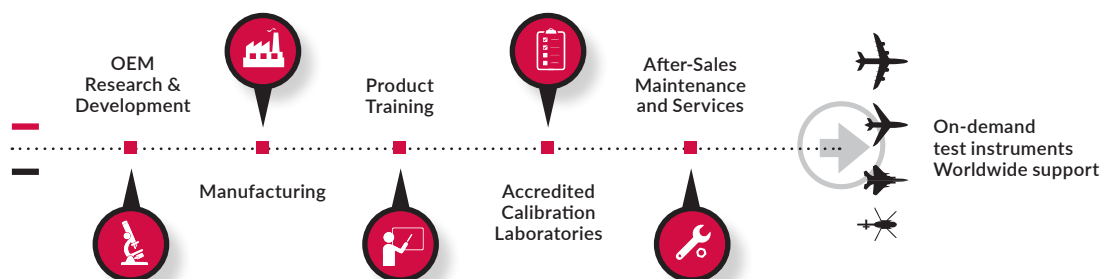 OEM
Research &
Development
Manufacturing
Product
Training
Accredited
Calibration
Laboratories
After-Sales
Maintenance
and Services
On-demand
test instruments
Worldwide support